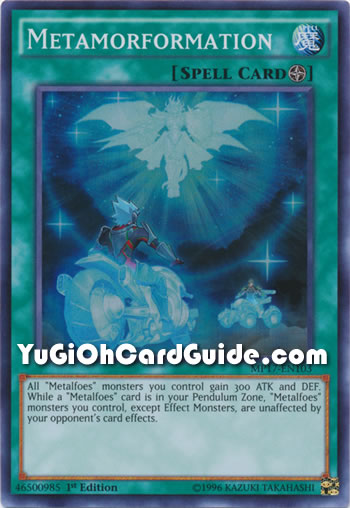 METAMORFORMATION
魔
[SPELL CARD]
YuGiOhCardGuide.com
MP17-EN103
All "Metalfoes" monsters you control gain 300 ATK and DEF.
While a "Metalfoes" card is in your Pendulum Zone, "Metalfoes"
monsters you control, except Effect Monsters, are unaffected by
your opponent's card effects.
46500985 1st Edition ©1996 KAZUKI TAKAHASHI